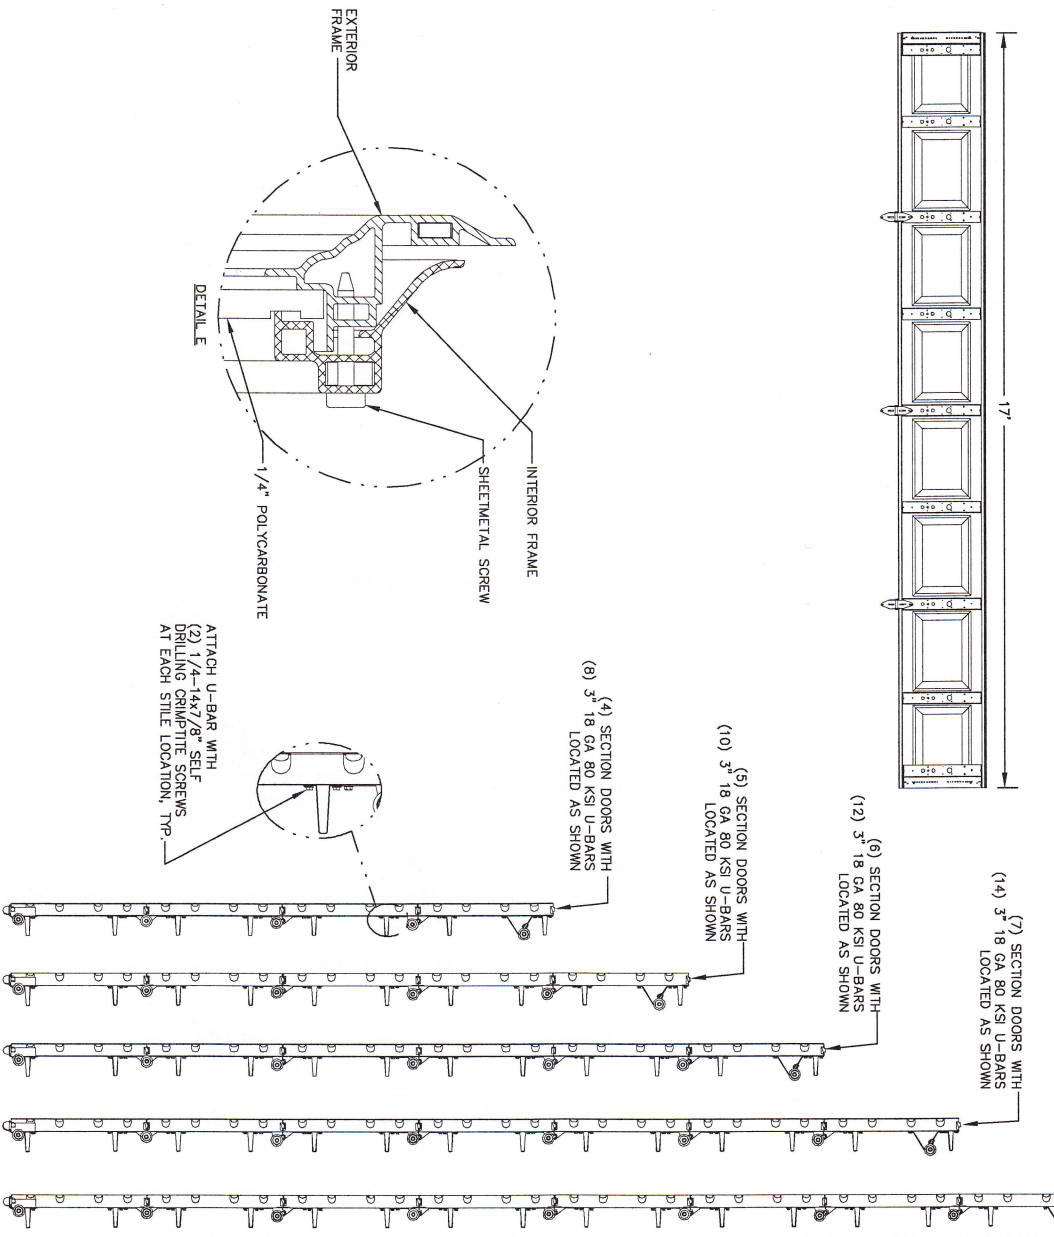 17'
EXTERIOR
FRAME
INTERIOR FRAME
SHEETMETAL SCREW
1/4" POLYCARBONATE
DETAIL E
(7) SECTION DOORS WITH
(14) 3" 18 GA 80 KSI U-BARS
LOCATED AS SHOWN
(6) SECTION DOORS WITH
(12) 3" 18 GA 80 KSI U-BARS
LOCATED AS SHOWN
(5) SECTION DOORS WITH
(10) 3" 18 GA 80 KSI U-BARS
LOCATED AS SHOWN
(4) SECTION DOORS WITH
(8) 3" 18 GA 80 KSI U-BARS
LOCATED AS SHOWN
ATTACH U-BAR WITH
(2) 1/4-14x7/8" SELF
DRILLING CRIMPTITE SCREWS
AT EACH STILE LOCATION, TYP.